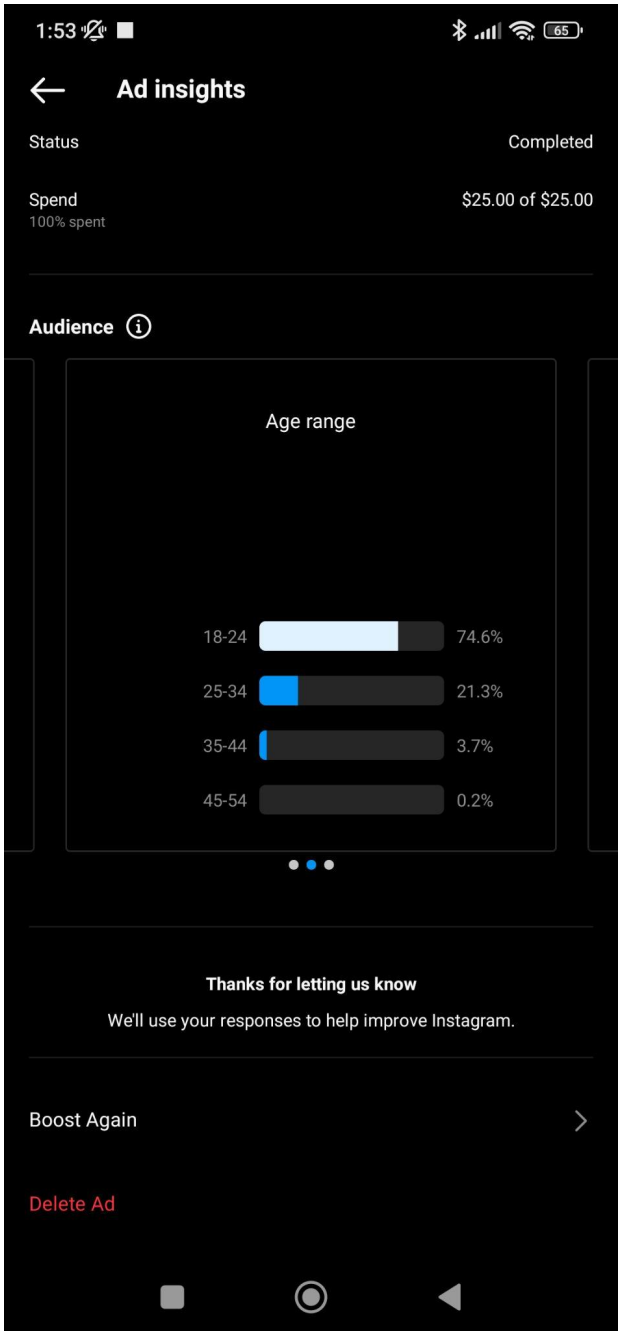 1:53 65
Ad insights
Status Completed
Spend $25.00 of $25.00
100% spent
Audience
Age range
18-24 74.6%
25-34 21.3%
35-44 3.7%
45-54 0.2%
Thanks for letting us know
We'll use your responses to help improve Instagram.
Boost Again
Delete Ad